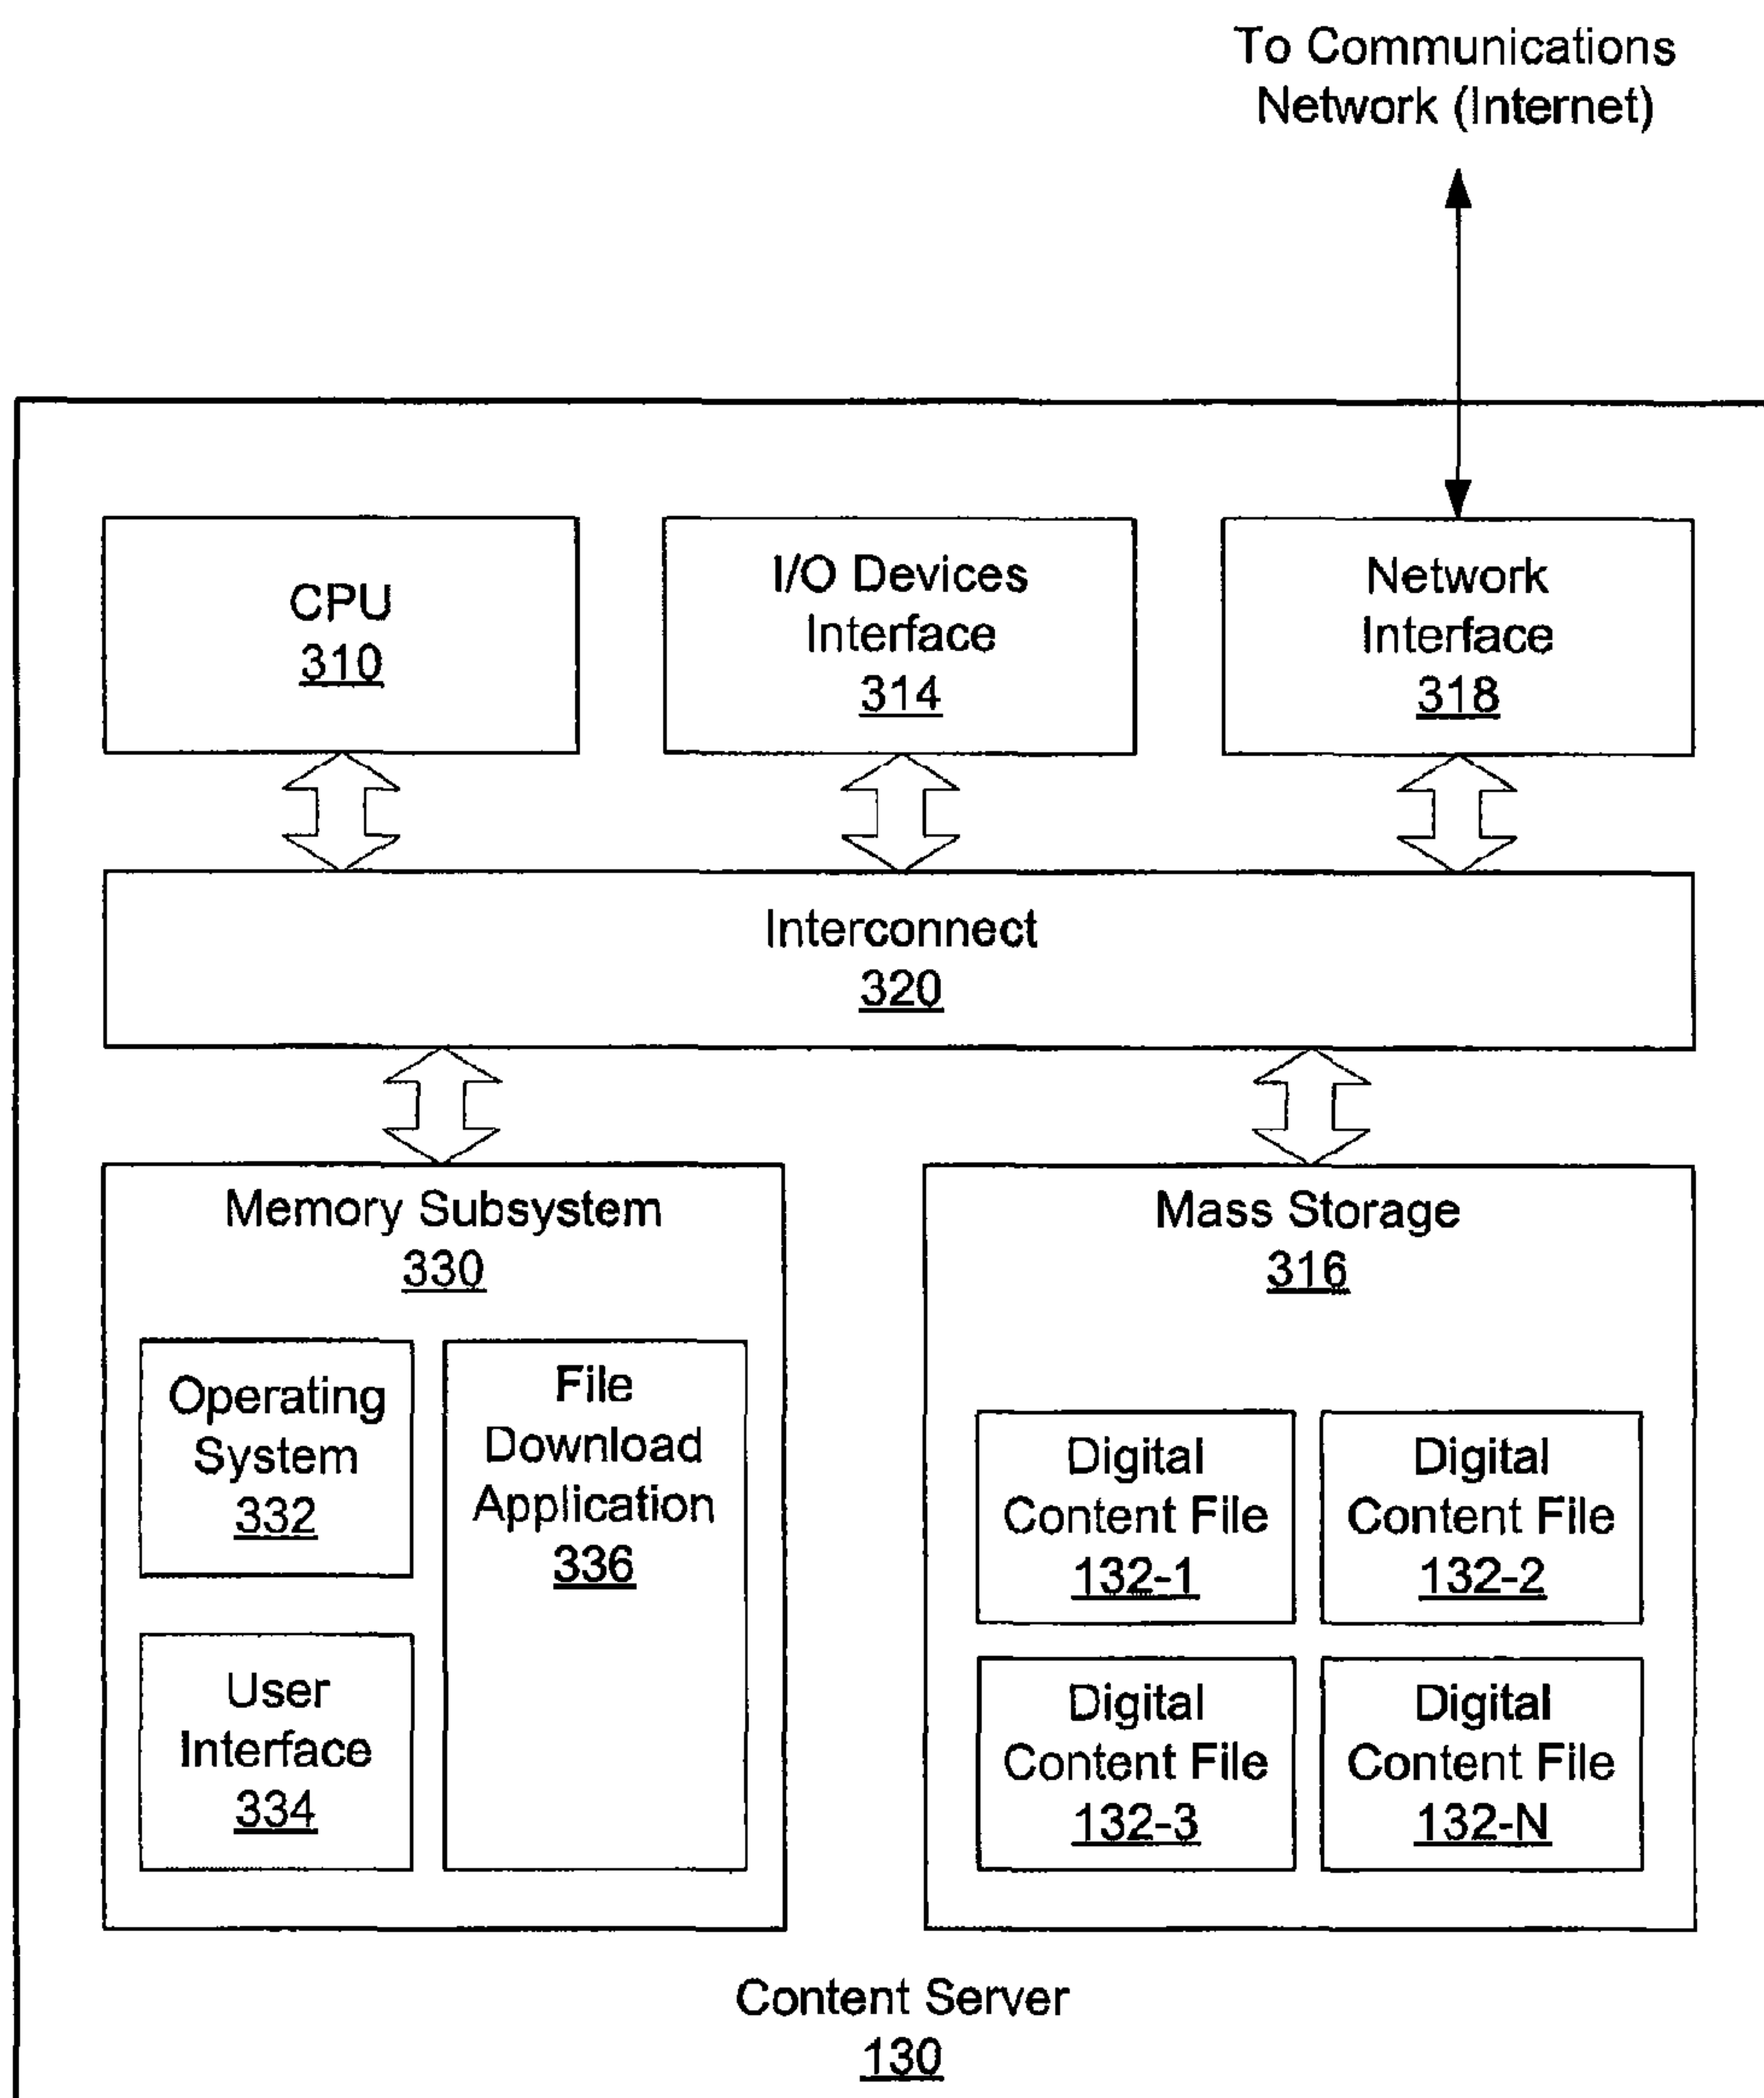 To Communications
Network (Internet)
CPU
310
I/O Devices
Interface
314
Network
Interface
318
Interconnect
320
Memory Subsystem
330
Operating
System
332
User
Interface
334
File
Download
Application
336
Mass Storage
316
Digital
Content File
132-1
Digital
Content File
132-2
Digital
Content File
132-3
Digital
Content File
132-N
Content Server
130